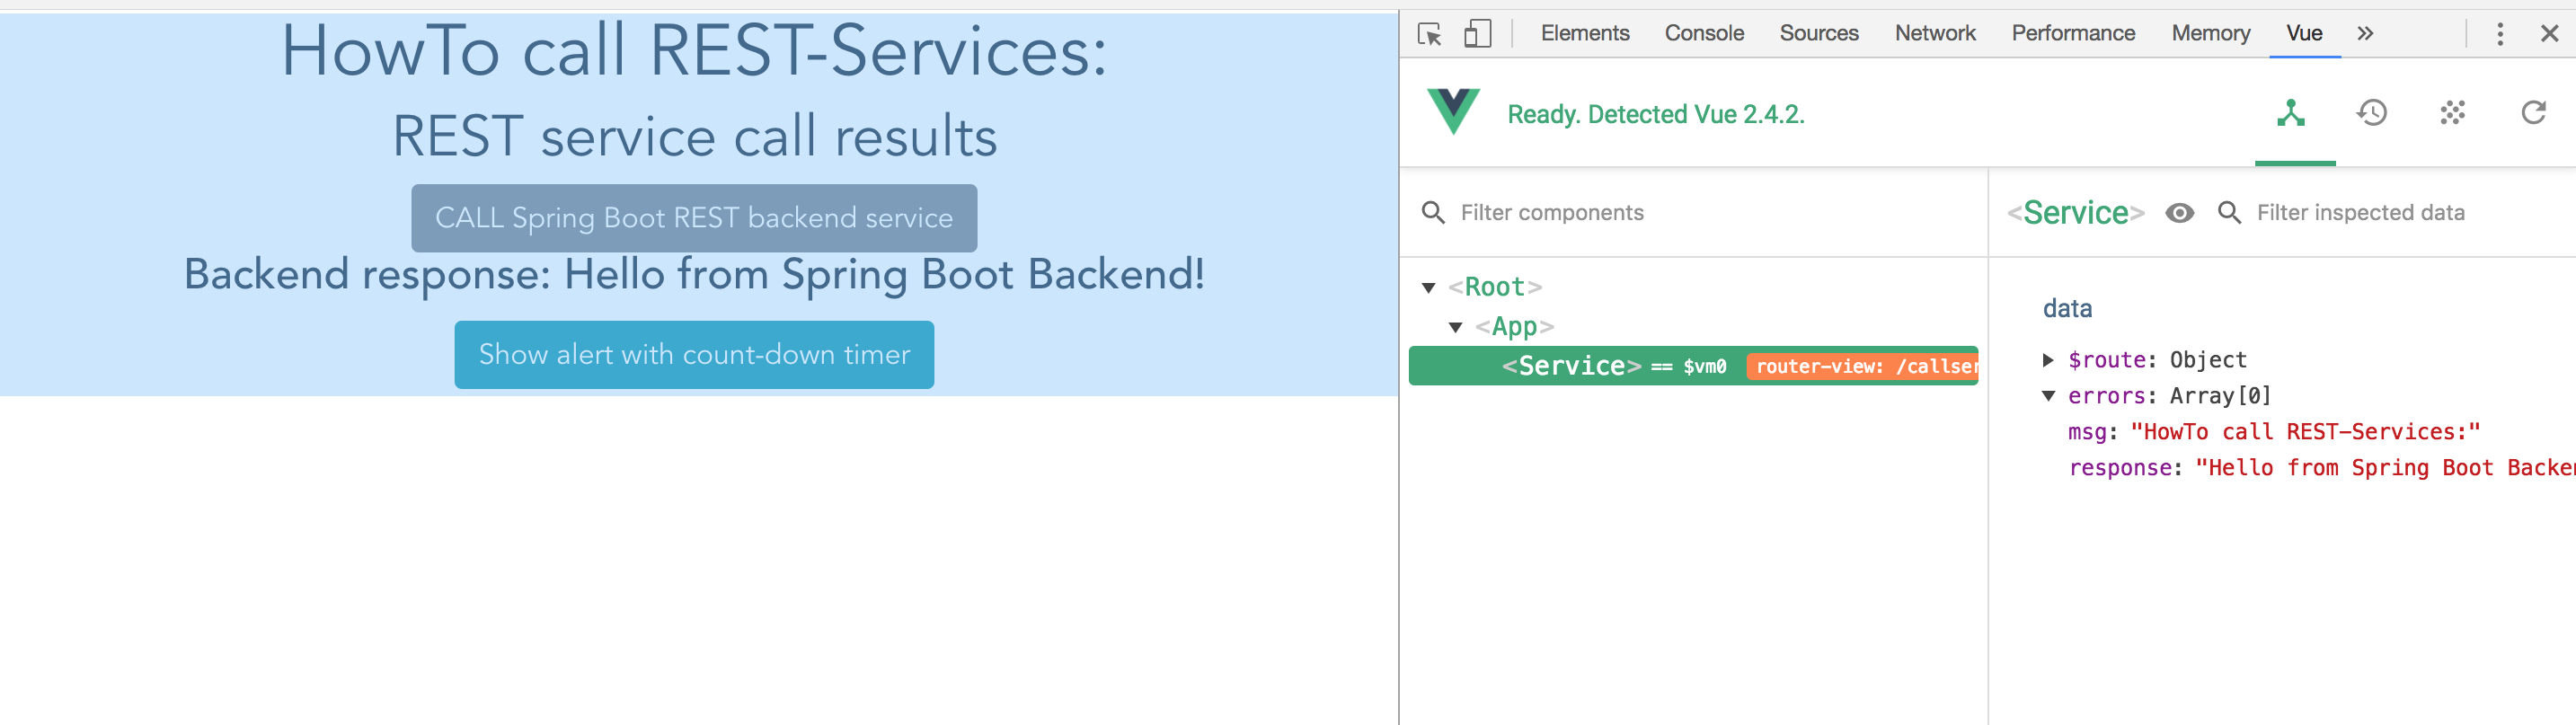 HowTo call REST-Services:
REST service call results
CALL Spring Boot REST backend service
Backend response: Hello from Spring Boot Backend!
Show alert with count-down timer
Elements Console Sources Network Performance Memory Vue
Ready. Detected Vue 2.4.2.
Filter components
<Root>
<App>
<Service> == $vm0 router-view: /callser
<Service> Filter inspected data
data
$route: Object
errors: Array[0]
msg: "HowTo call REST-Services:"
response: "Hello from Spring Boot Backe